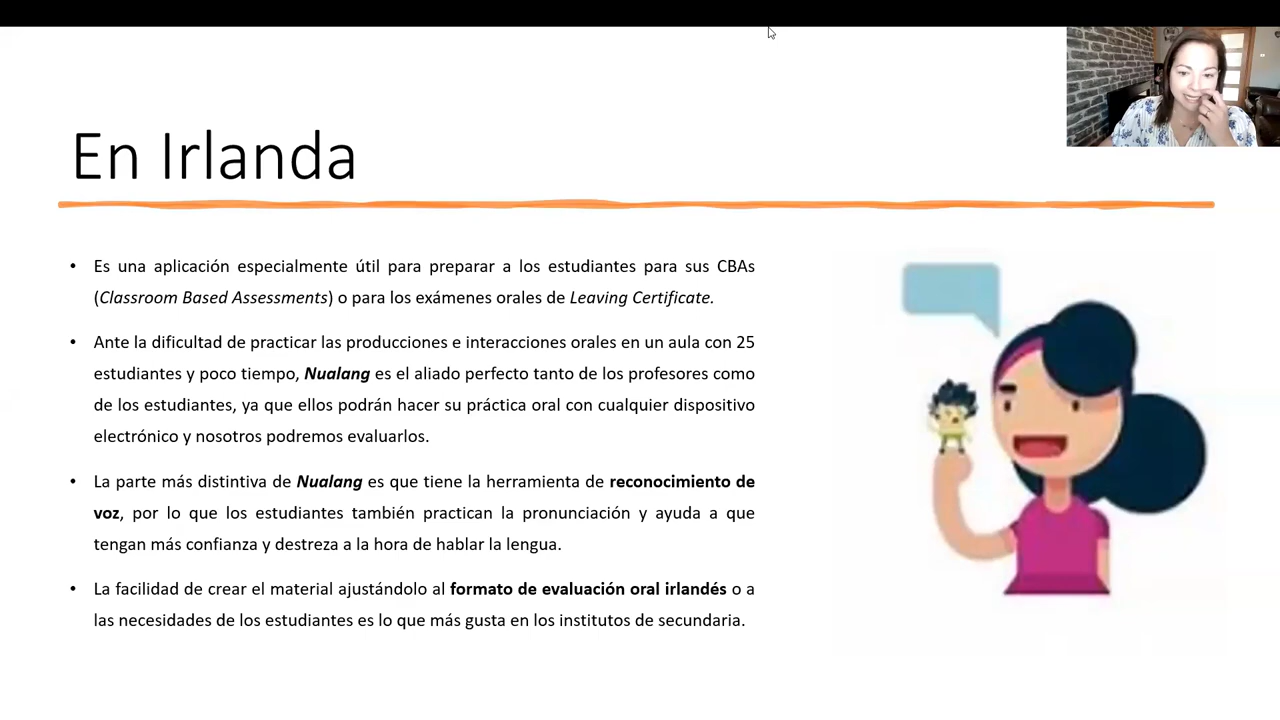 En Irlanda
• Es una aplicación especialmente útil para preparar a los estudiantes para sus CBAs
(Classroom Based Assessments) o para los exámenes orales de Leaving Certificate.
• Ante la dificultad de practicar las producciones e interacciones orales en un aula con 25
estudiantes y poco tiempo, Nualang es el aliado perfecto tanto de los profesores como
de los estudiantes, ya que ellos podrán hacer su práctica oral con cualquier dispositivo
electrónico y nosotros podremos evaluarlos.
• La parte más distintiva de Nualang es que tiene la herramienta de reconocimiento de
voz, por lo que los estudiantes también practican la pronunciación y ayuda a que
tengan más confianza y destreza a la hora de hablar la lengua.
• La facilidad de crear el material ajustándolo al formato de evaluación oral irlandés o a
las necesidades de los estudiantes es lo que más gusta en los institutos de secundaria.